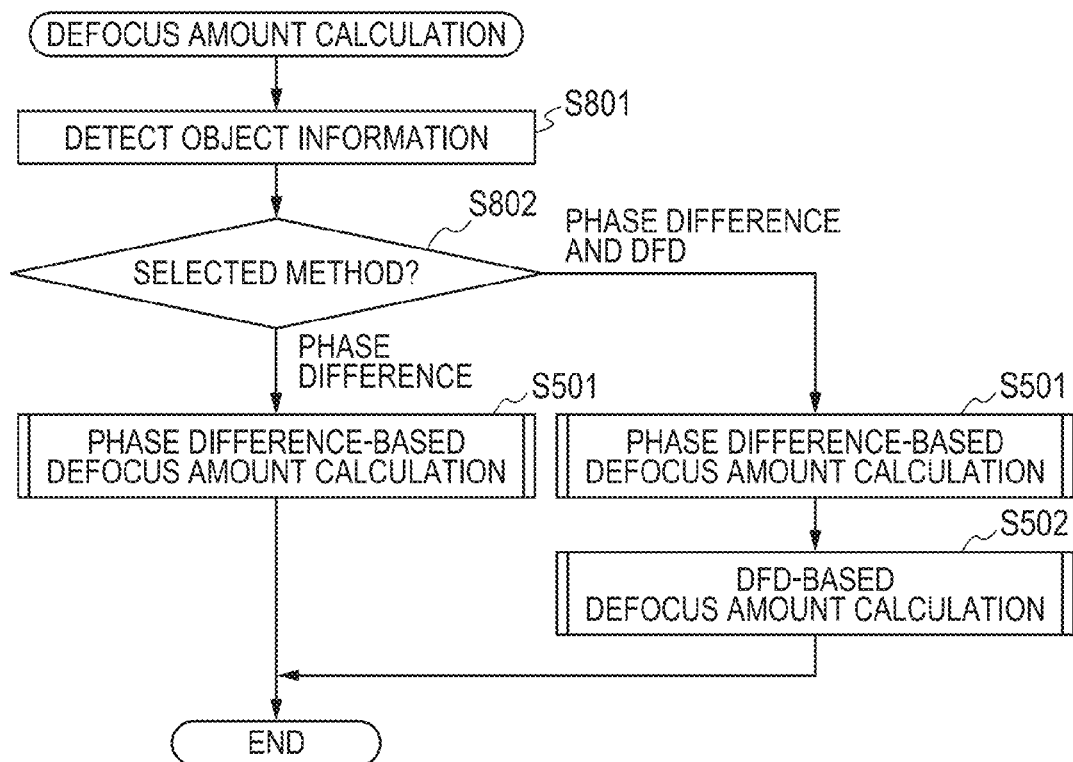 DEFOCUS AMOUNT CALCULATION
S801
DETECT OBJECT INFORMATION
S802
SELECTED METHOD?
PHASE DIFFERENCE
AND DFD
PHASE
DIFFERENCE
S501
PHASE DIFFERENCE-BASED
DEFOCUS AMOUNT CALCULATION
S501
PHASE DIFFERENCE-BASED
DEFOCUS AMOUNT CALCULATION
S502
DFD-BASED
DEFOCUS AMOUNT CALCULATION
END